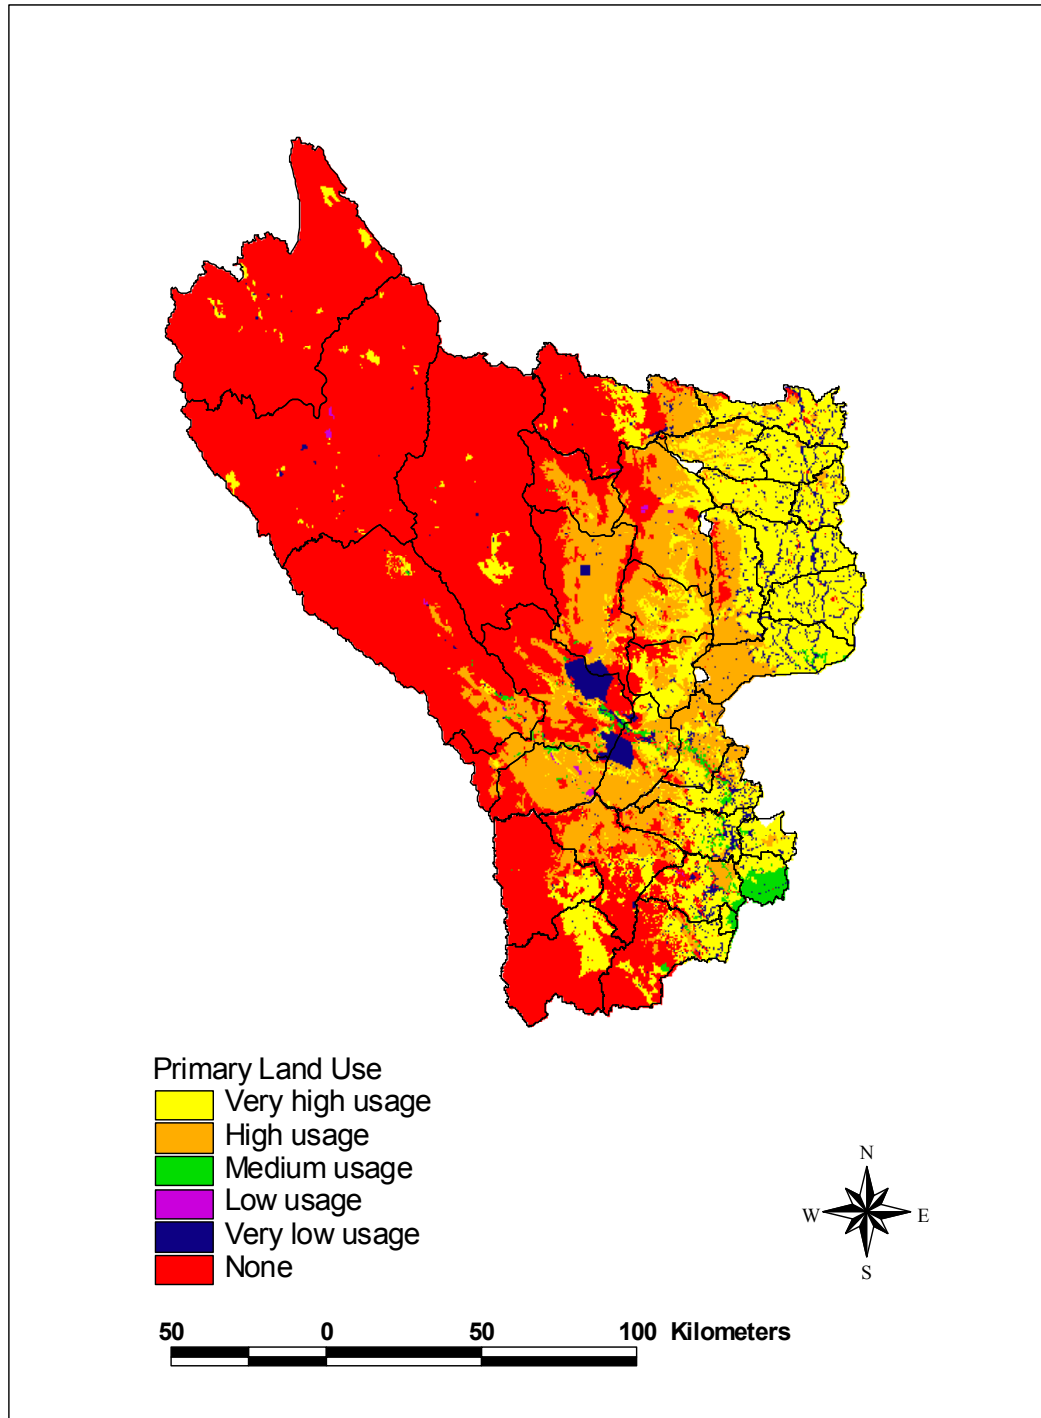 Primary Land Use
Very high usage
High usage
Medium usage
Low usage
Very low usage
None
N
W E
S
50 0 50 100 Kilometers